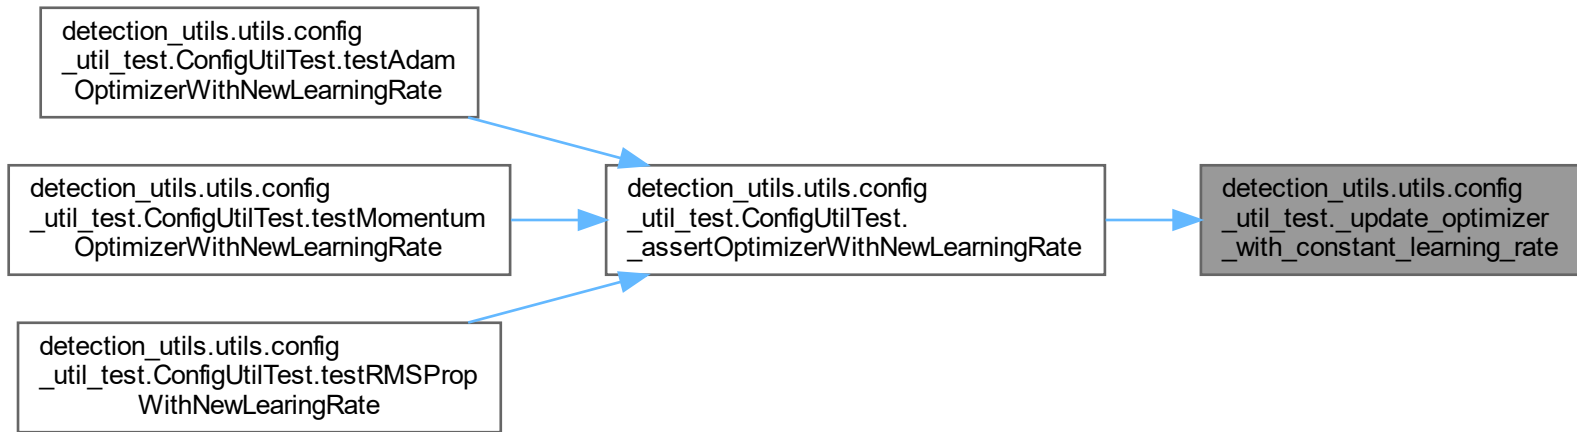 detection_utils.utils.config
_util_test.ConfigUtilTest.testAdam
OptimizerWithNewLearningRate
detection_utils.utils.config
_util_test.ConfigUtilTest.testMomentum
OptimizerWithNewLearningRate
detection_utils.utils.config
_util_test.ConfigUtilTest.testRMSProp
WithNewLearingRate
detection_utils.utils.config
_util_test.ConfigUtilTest.
_assertOptimizerWithNewLearningRate
detection_utils.utils.config
_util_test._update_optimizer
_with_constant_learning_rate